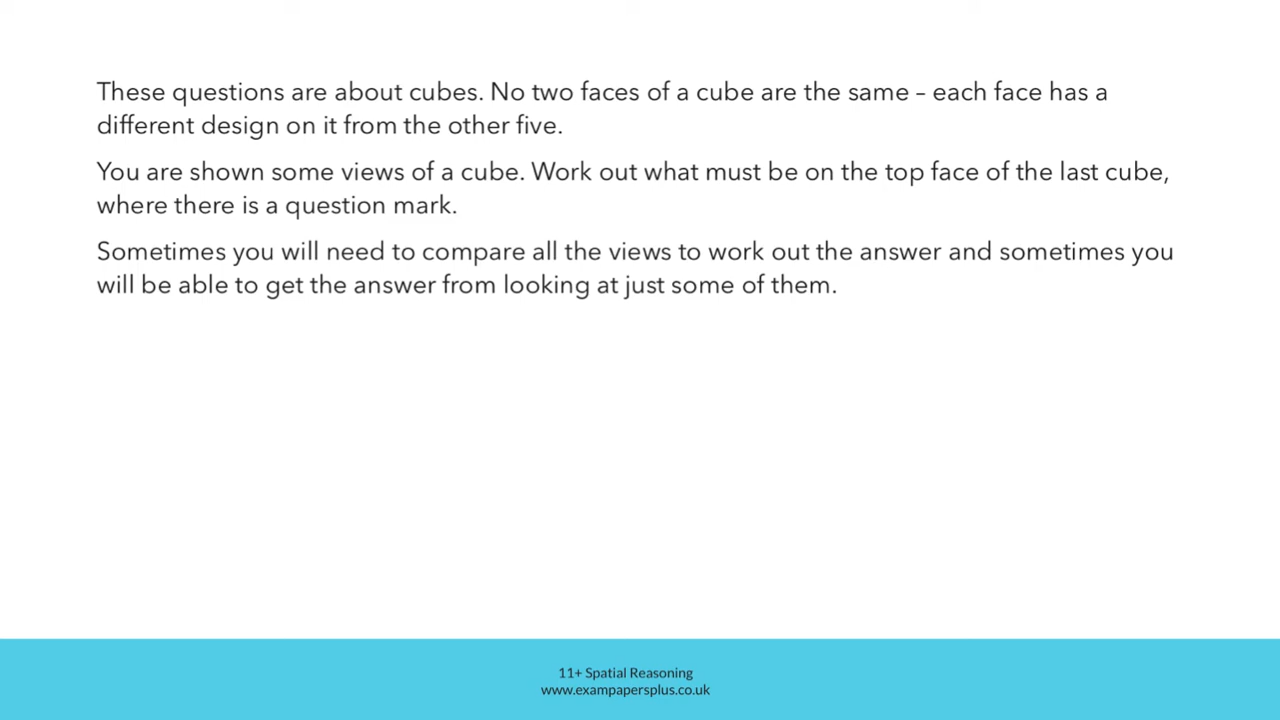 These questions are about cubes. No two faces of a cube are the same – each face has a
different design on it from the other five.
You are shown some views of a cube. Work out what must be on the top face of the last cube,
where there is a question mark.
Sometimes you will need to compare all the views to work out the answer and sometimes you
will be able to get the answer from looking at just some of them.
11+ Spatial Reasoning
www.exampapersplus.co.uk